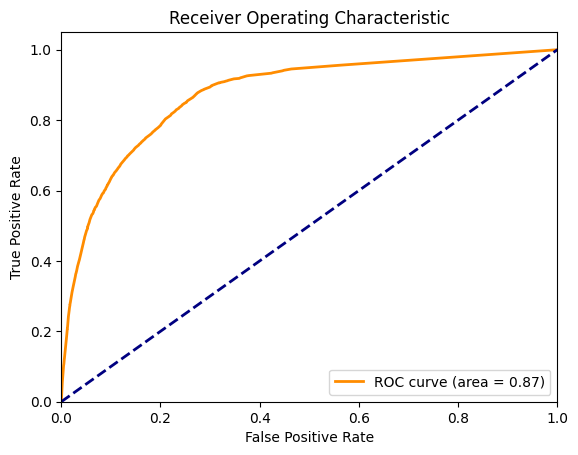 Receiver Operating Characteristic
1.0
0.8
0.6
0.4
0.2
0.0
True Positive Rate
ROC curve (area = 0.87)
0.0 0.2 0.4 0.6 0.8 1.0
False Positive Rate